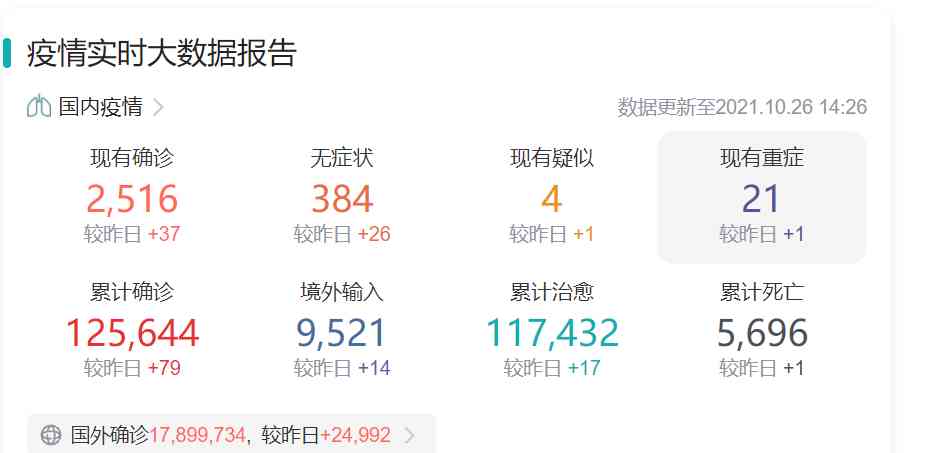 疫情实时大数据报告
国内疫情 数据更新至2021.10.26 14:26
现有确诊 无症状 现有疑似 现有重症
2,516 384 4 21
较昨日 +37 较昨日 +26 较昨日 +1 较昨日 +1
累计确诊 境外输入 累计治愈 累计死亡
125,644 9,521 117,432 5,696
较昨日 +79 较昨日 +14 较昨日 +17 较昨日 +1
国外确诊17,899,734, 较昨日+24,992